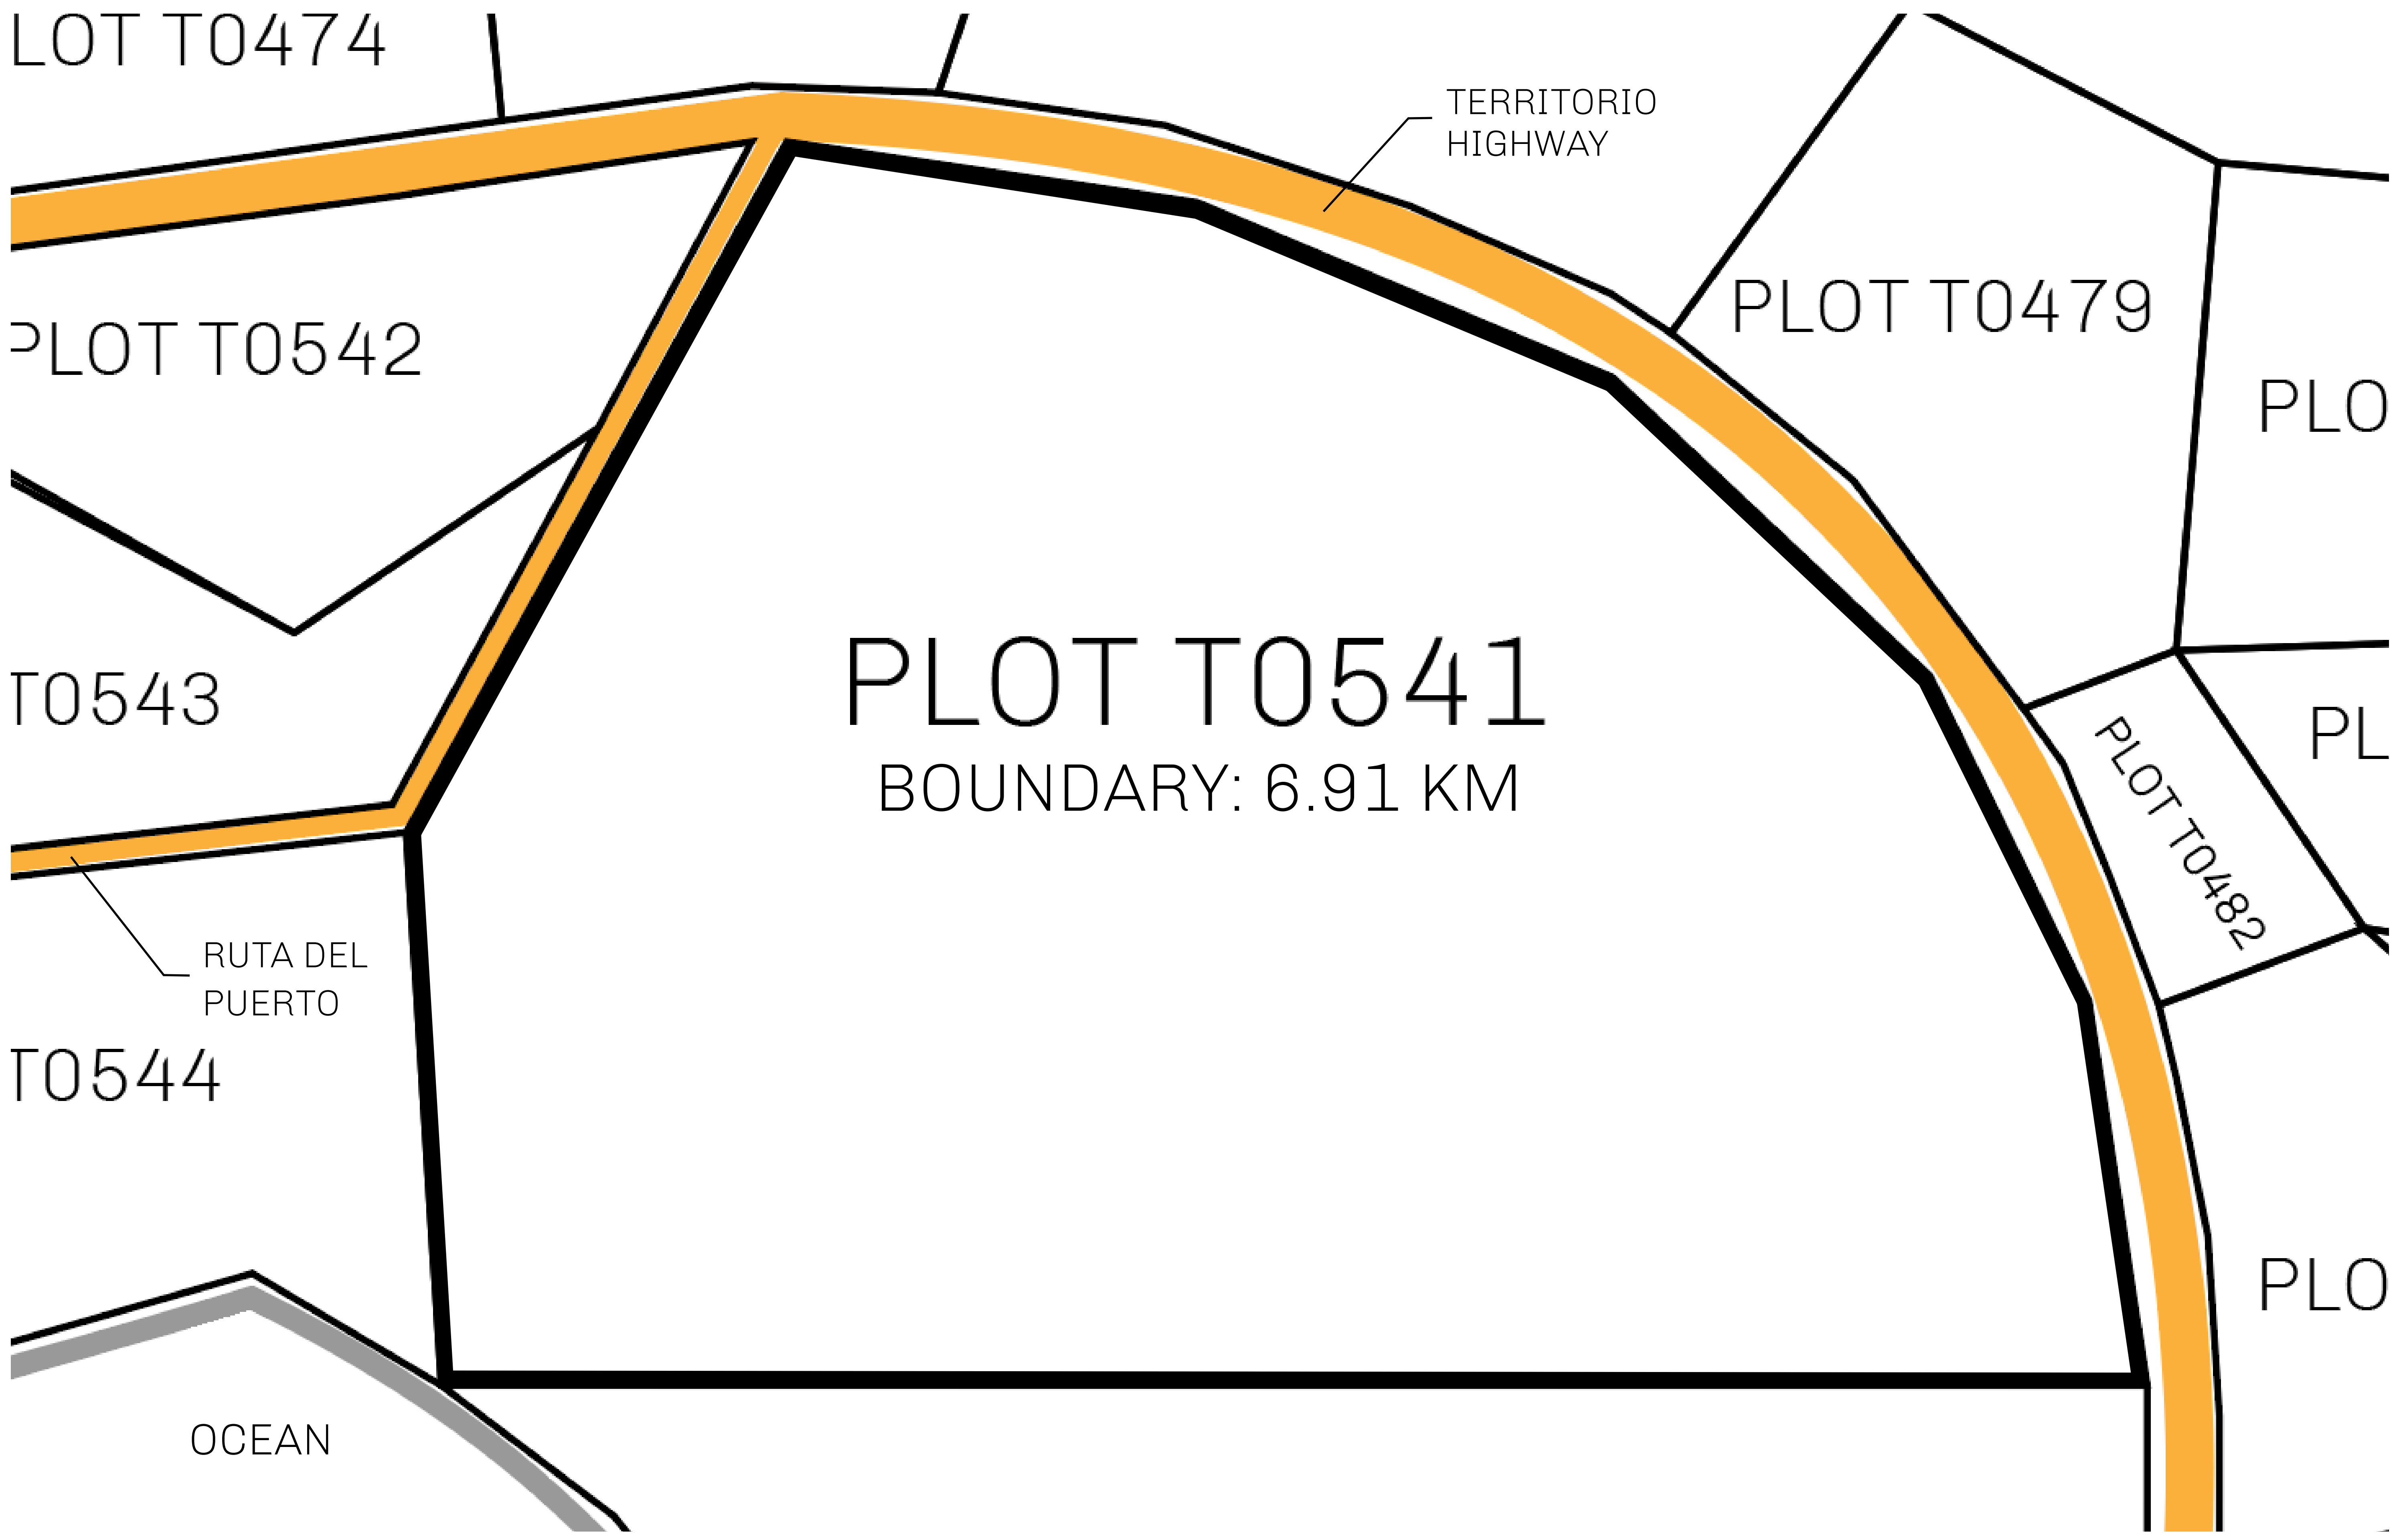 LOT T0474
TERRITORIO
HIGHWAY
PLOT T0479
PLOT T0542
PLO
PLOT T0541
BOUNDARY: 6.91 KM
T0543
PL
PLOT T0482
RUTA DEL
PUERTO
T0544
PLO
OCEAN